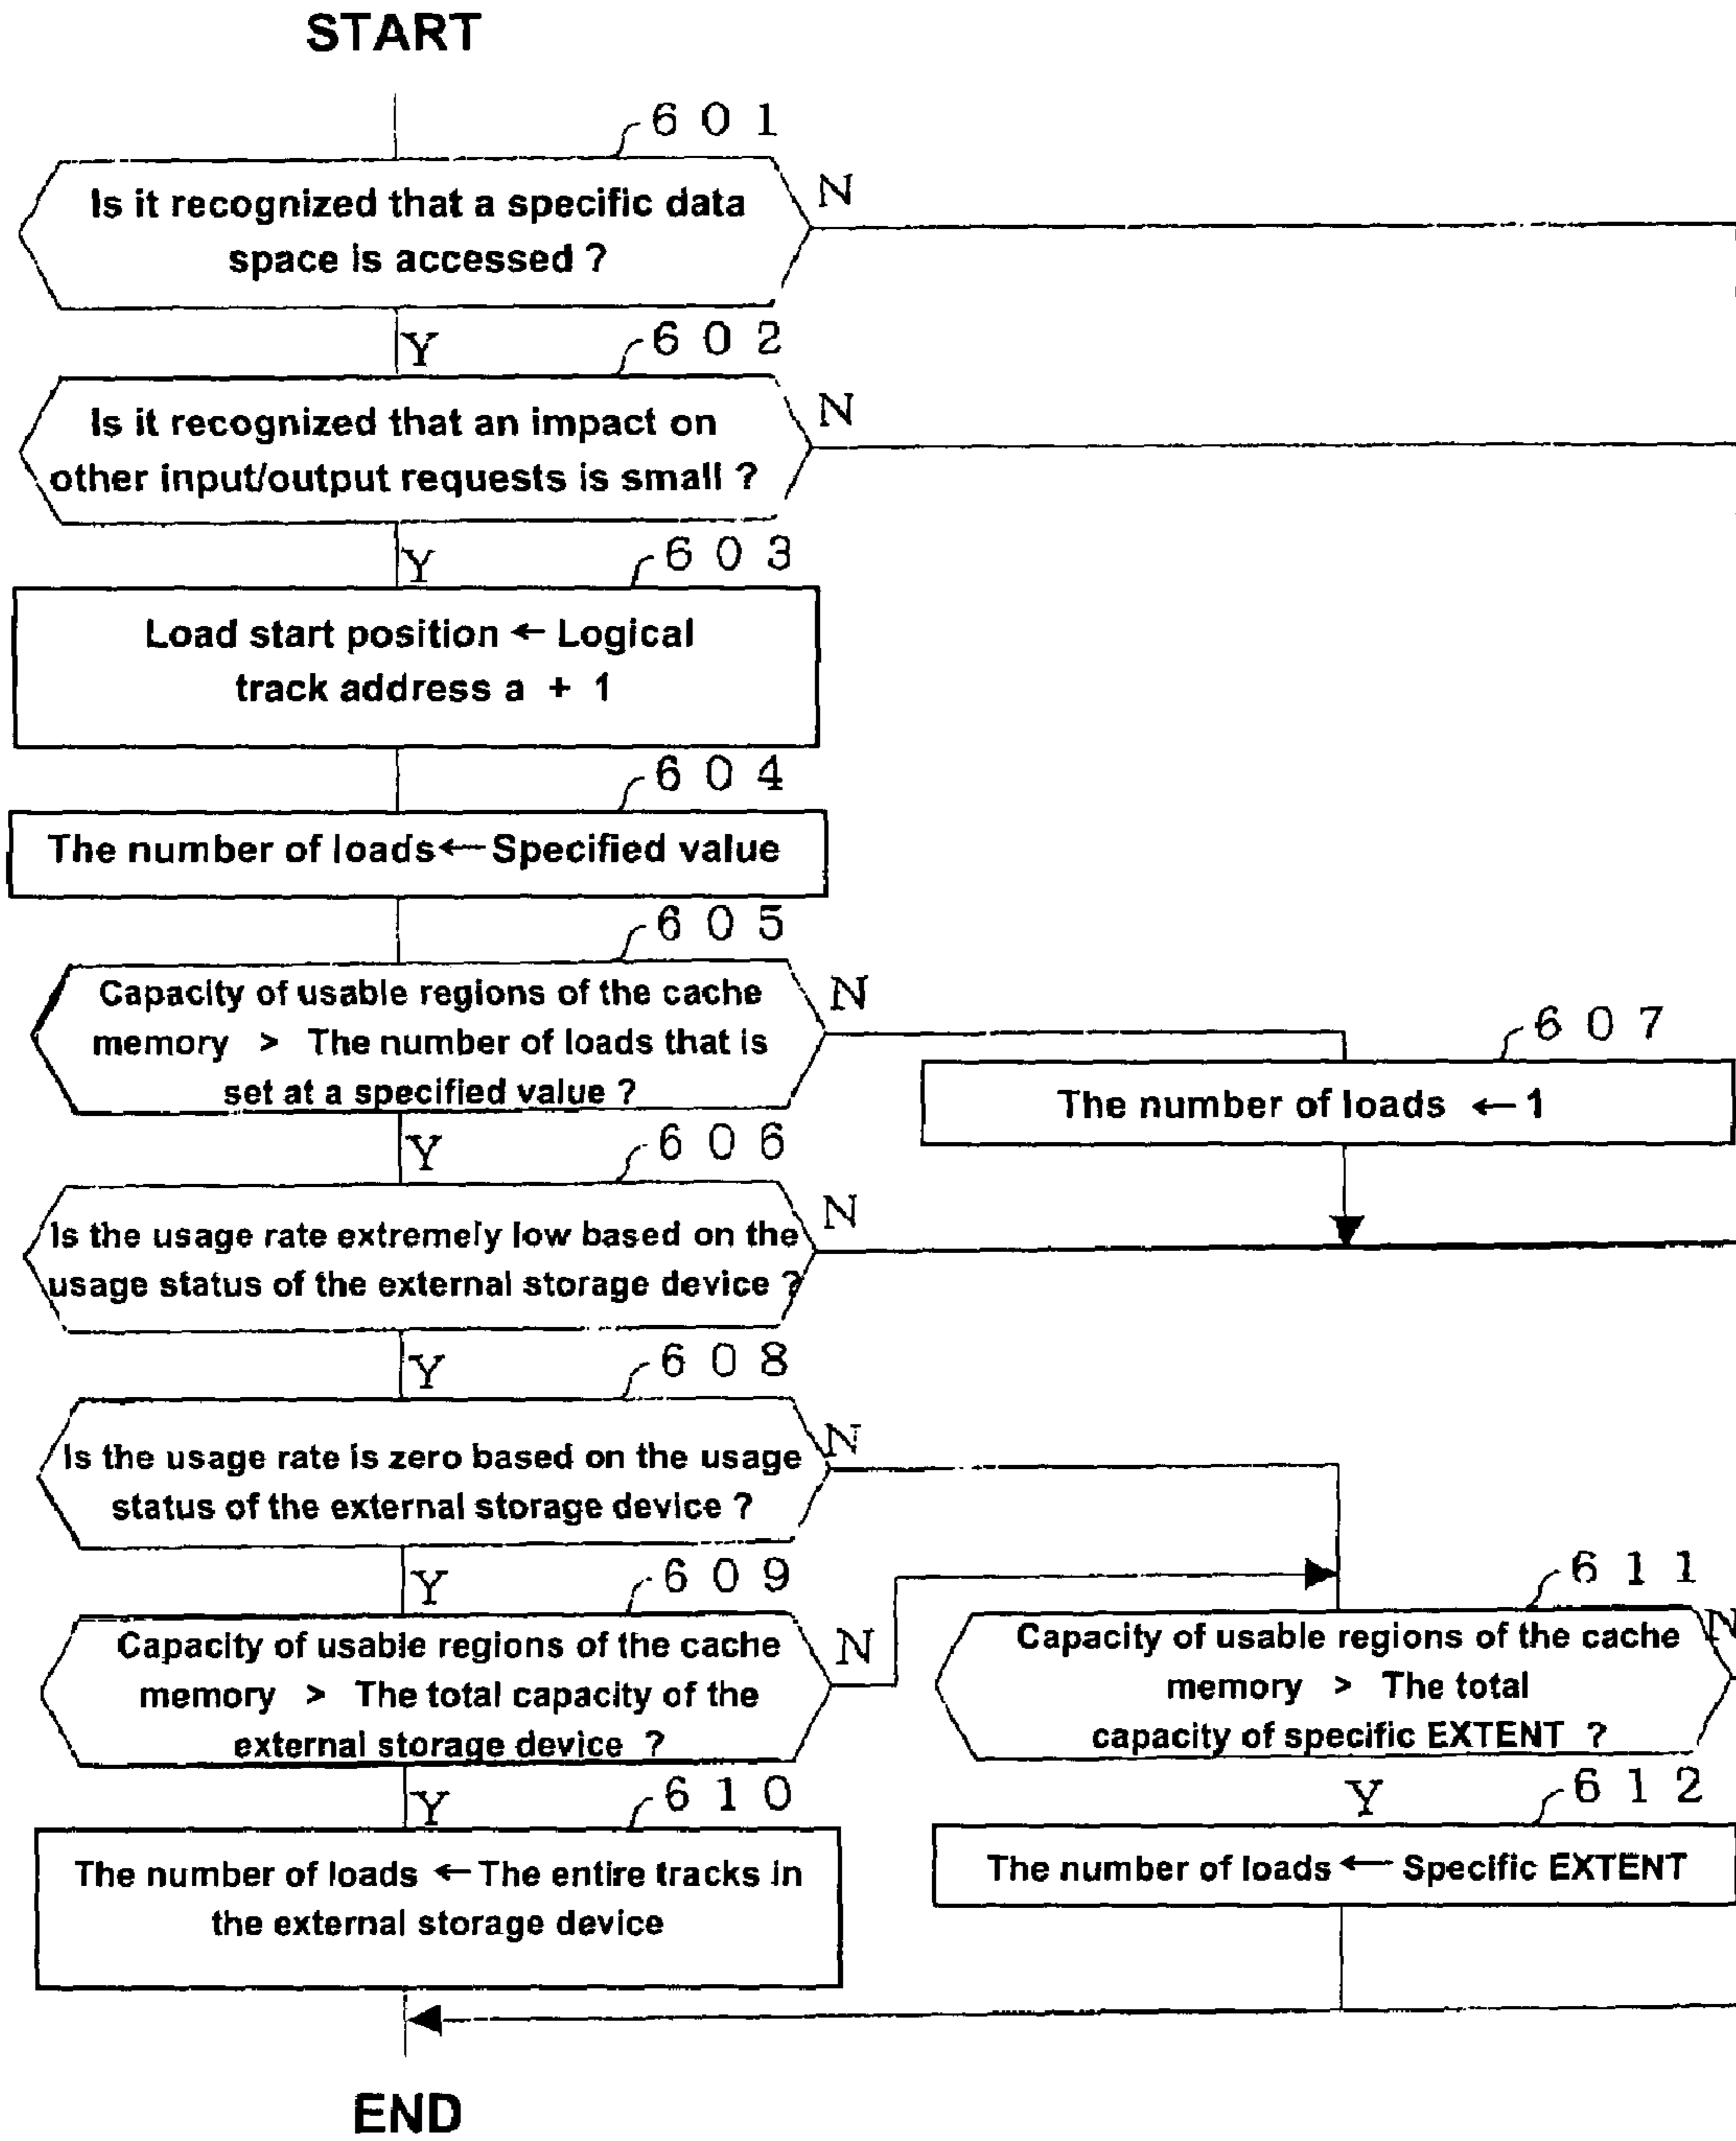 START
601
Is it recognized that a specific data
space is accessed ?
N
Y
602
Is it recognized that an impact on
other input/output requests is small ?
N
Y
603
Load start position ← Logical
track address a + 1
604
The number of loads ← Specified value
605
Capacity of usable regions of the cache
memory > The number of loads that is
set at a specified value ?
N
607
The number of loads ← 1
Y
606
Is the usage rate extremely low based on the
usage status of the external storage device ?
N
Y
608
Is the usage rate is zero based on the usage
status of the external storage device ?
N
Y
609
Capacity of usable regions of the cache
memory > The total capacity of the
external storage device ?
N
611
Capacity of usable regions of the cache
memory > The total
capacity of specific EXTENT ?
N
Y
610
The number of loads ← The entire tracks in
the external storage device
Y
612
The number of loads ← Specific EXTENT
END